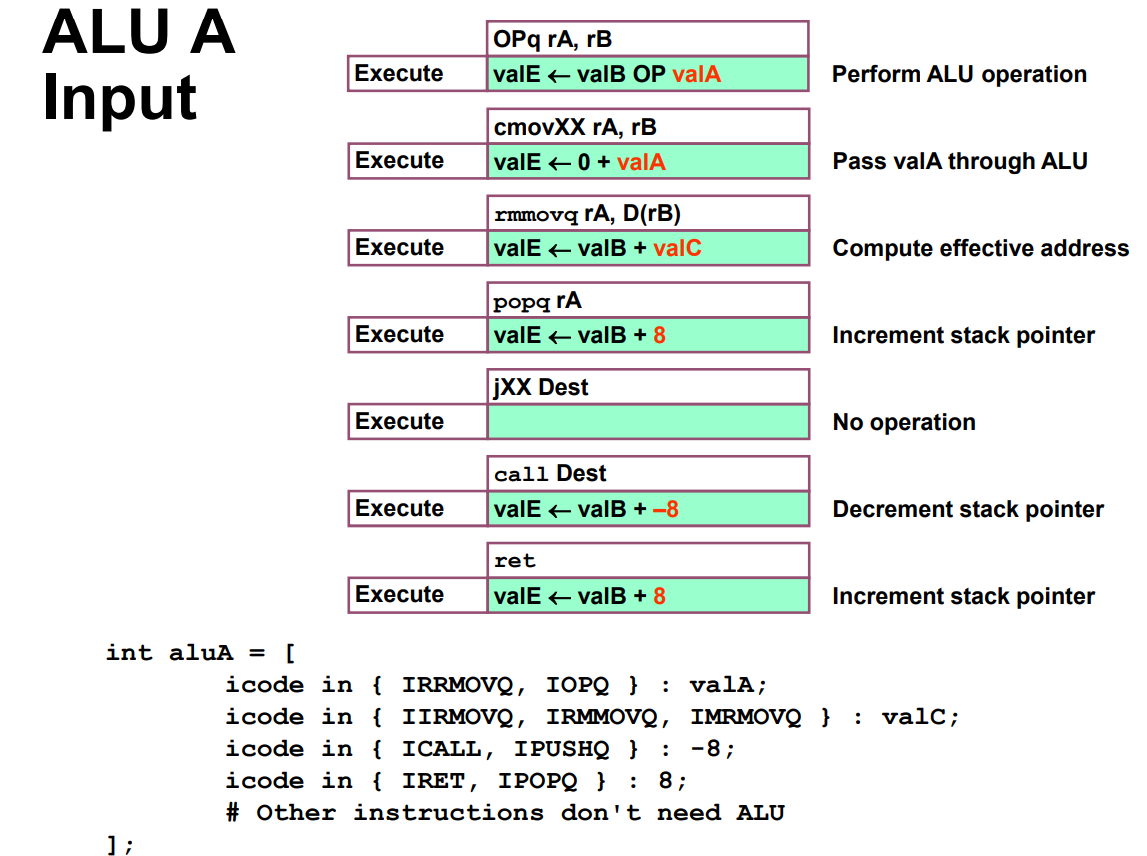 ALU A
Input
OPq rA, rB
Execute valE ← valB OP valA Perform ALU operation
cmovXX rA, rB
Execute valE ← 0 + valA Pass valA through ALU
rmmovq rA, D(rB)
Execute valE ← valB + valC Compute effective address
popq rA
Execute valE ← valB + 8 Increment stack pointer
jXX Dest
Execute No operation
call Dest
Execute valE ← valB + –8 Decrement stack pointer
ret
Execute valE ← valB + 8 Increment stack pointer
int aluA = [
icode in { IRRMOVQ, IOPQ } : valA;
icode in { IIRMOVQ, IRMMOVQ, IMRMOVQ } : valC;
icode in { ICALL, IPUSHQ } : -8;
icode in { IRET, IPOPQ } : 8;
# Other instructions don't need ALU
];